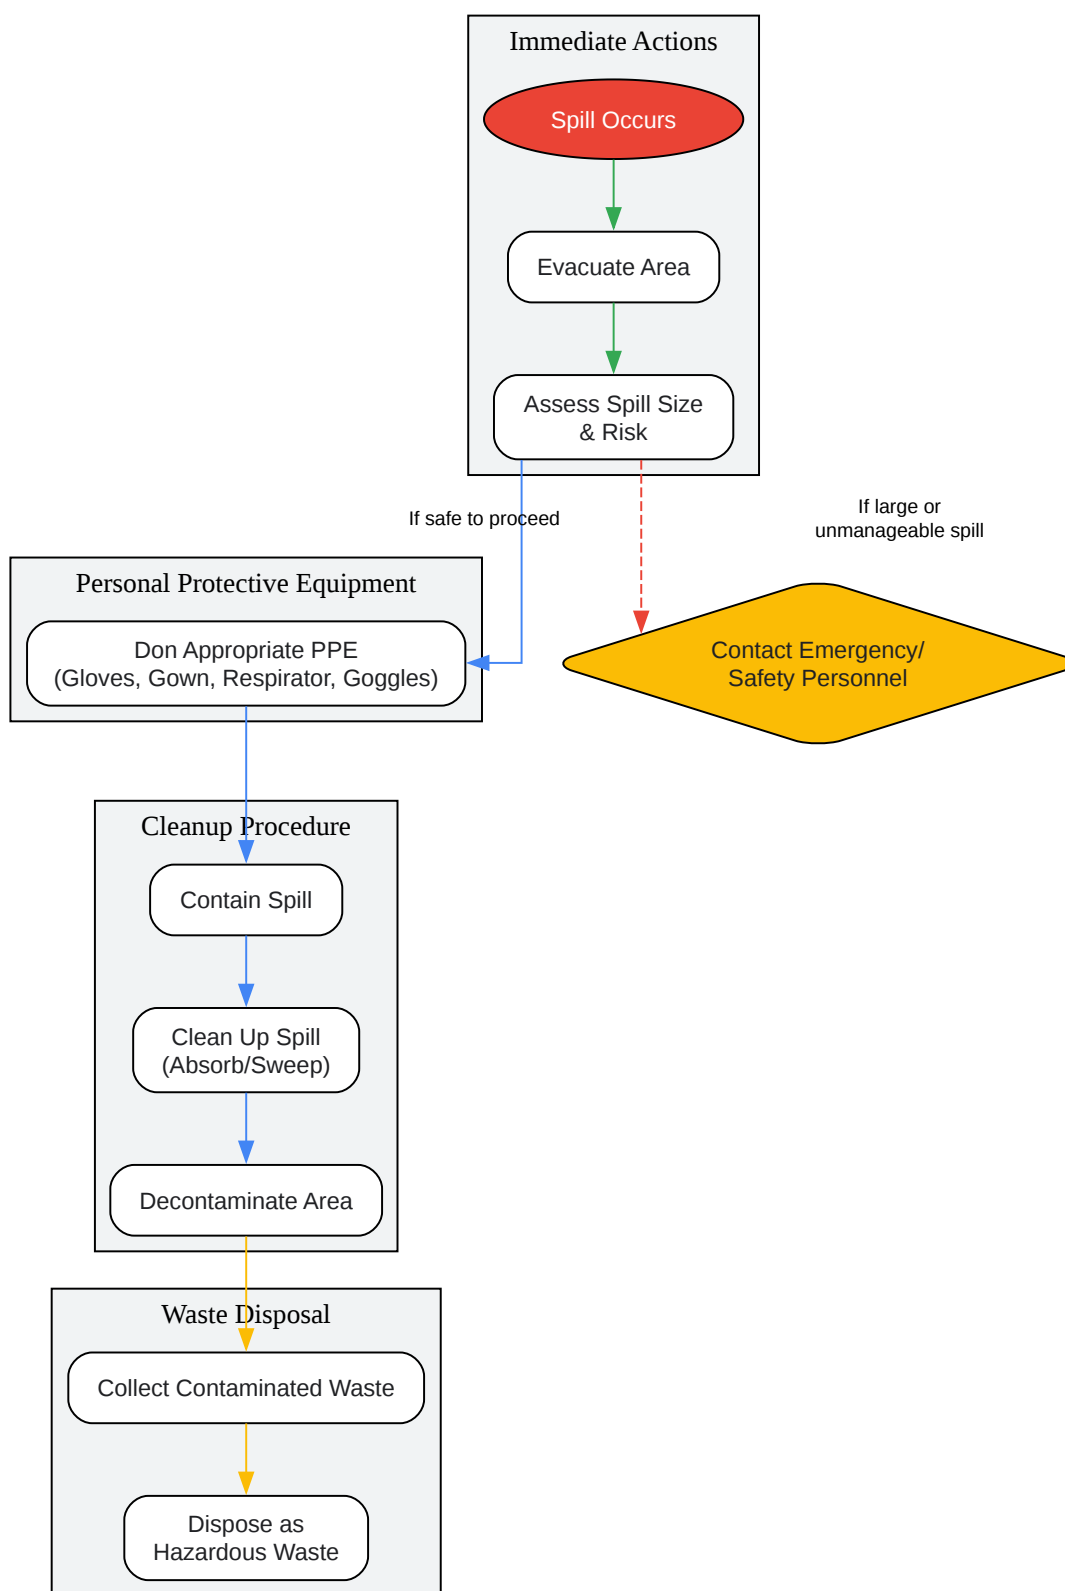 Immediate Actions
Spill Occurs
Evacuate Area
Assess Spill Size
& Risk
If safe to proceed
If large or
unmanageable spill
Personal Protective Equipment
Don Appropriate PPE
(Gloves, Gown, Respirator, Goggles)
Contact Emergency/
Safety Personnel
Cleanup Procedure
Contain Spill
Clean Up Spill
(Absorb/Sweep)
Decontaminate Area
Waste Disposal
Collect Contaminated Waste
Dispose as
Hazardous Waste